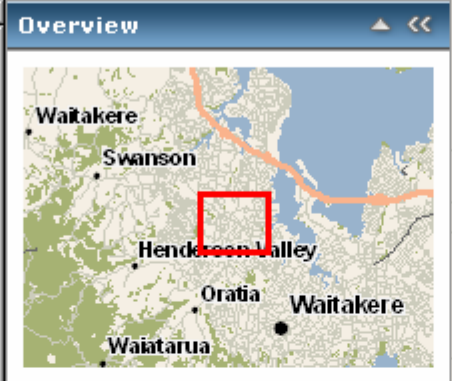 Overview
Waitakere
Swanson
Henderson Valley
Oratia
Waitakere
Waiatarua